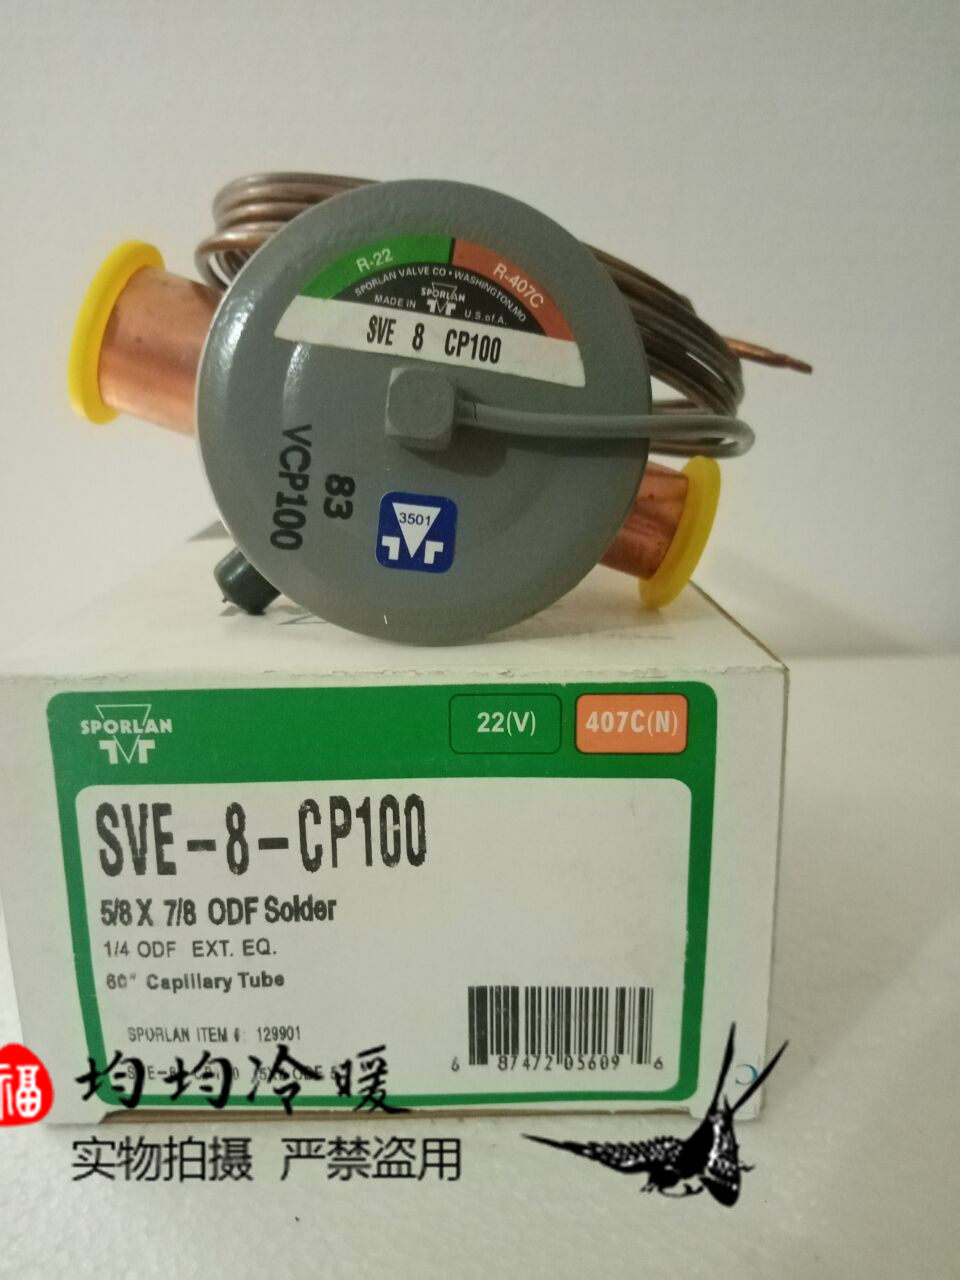 R-22
R-407C
SPORLAN VALVE CO • WASHINGTON, MO
SPORLAN
MADE IN
U.S. of A.
SVE 8 CP100
83
VCP100
3501
SPORLAN
22(V)
407C(N)
SVE-8-CP100
5/8 X 7/8 ODF Solder
1/4 ODF EXT. EQ.
60" Capillary Tube
SPORLAN ITEM #: 129901
6 87472 05609 6
福
均均冷暖
实物拍摄 严禁盗用